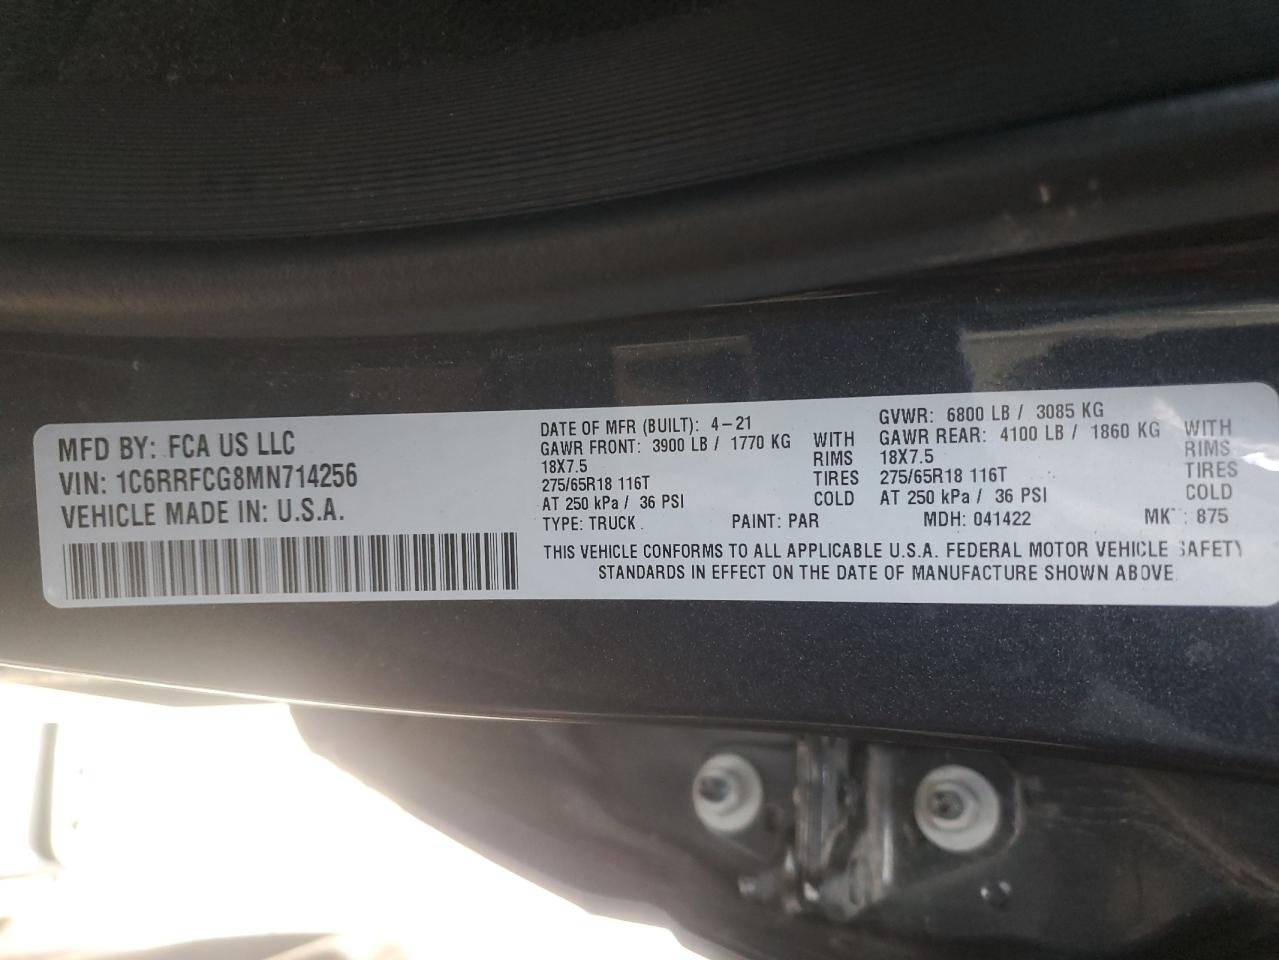 MFD BY: FCA US LLC
VIN: 1C6RRFCG8MN714256
VEHICLE MADE IN: U.S.A.
DATE OF MFR (BUILT): 4-21
GAWR FRONT: 3900 LB / 1770 KG WITH
18X7.5 RIMS
275/65R18 116T TIRES
AT 250 kPa / 36 PSI COLD
GVWR: 6800 LB / 3085 KG
GAWR REAR: 4100 LB / 1860 KG WITH
18X7.5 RIMS
275/65R18 116T TIRES
AT 250 kPa / 36 PSI COLD
TYPE: TRUCK PAINT: PAR MDH: 041422 MK : 875
THIS VEHICLE CONFORMS TO ALL APPLICABLE U.S.A. FEDERAL MOTOR VEHICLE SAFETY
STANDARDS IN EFFECT ON THE DATE OF MANUFACTURE SHOWN ABOVE.